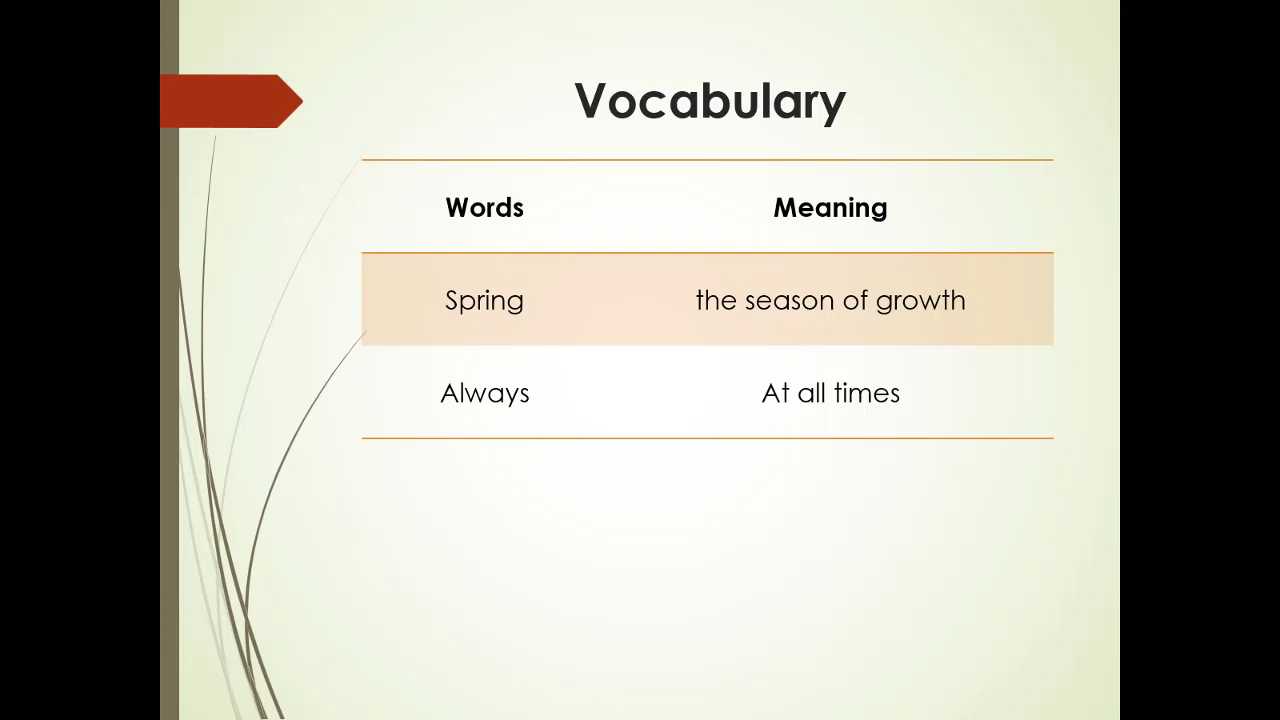 Vocabulary
Words Meaning
Spring the season of growth
Always At all times